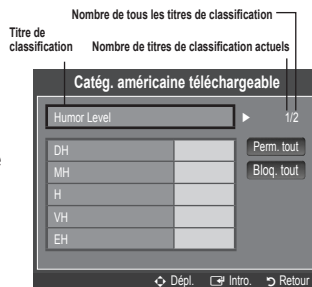 Nombre de tous les titres de classification
Titre de
classification
Nombre de titres de classification actuels
Catég. américaine téléchargeable
Humor Level
1/2
DH
Perm. tout
MH
Bloq. tout
H
VH
EH
Dépl. Intro. Retour